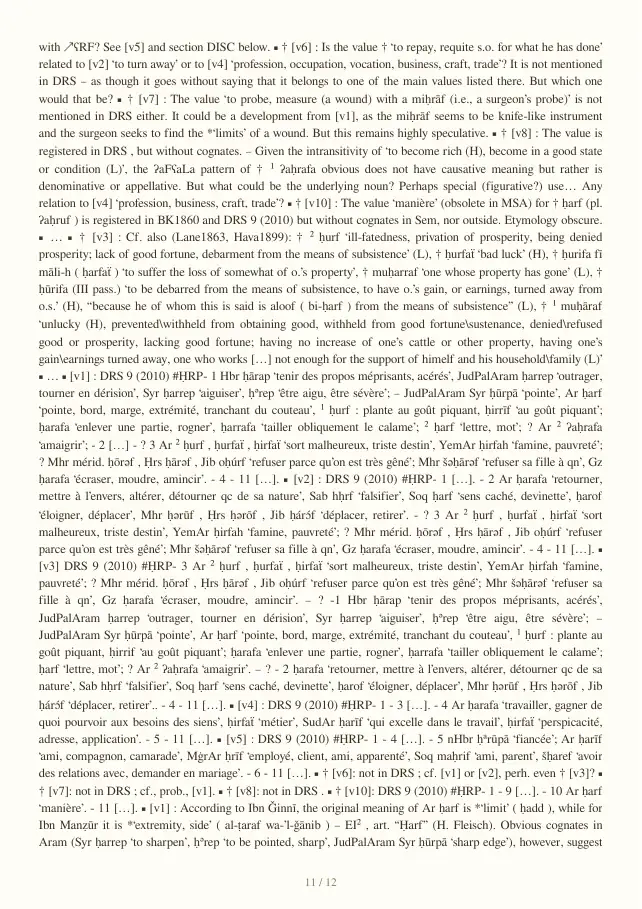 with ↗ʕRF? See [v5] and section DISC below. ▪ † [v6] : Is the value † ‘to repay, requite s.o. for what he has done’
related to [v2] ‘to turn away’ or to [v4] ‘profession, occupation, vocation, business, craft, trade’? It is not mentioned
in DRS – as though it goes without saying that it belongs to one of the main values listed there. But which one
would that be? ▪ † [v7] : The value ‘to probe, measure (a wound) with a miḥrāf (i.e., a surgeon’s probe)’ is not
mentioned in DRS either. It could be a development from [v1], as the miḥrāf seems to be knife-like instrument
and the surgeon seeks to find the *‘limits’ of a wound. But this remains highly speculative. ▪ † [v8] : The value is
registered in DRS , but without cognates. – Given the intransitivity of ‘to become rich (H), become in a good state
or condition (L)’, the ʔaFʕaLa pattern of † ¹ ʔaḥrafa obvious does not have causative meaning but rather is
denominative or appellative. But what could be the underlying noun? Perhaps special (figurative?) use… Any
relation to [v4] ‘profession, business, craft, trade’? ▪ † [v10] : The value ‘manière’ (obsolete in MSA) for † ḥarf (pl.
ʔaḥruf ) is registered in BK1860 and DRS 9 (2010) but without cognates in Sem, nor outside. Etymology obscure.
▪ … ▪ † [v3] : Cf. also (Lane1863, Hava1899): † ² ḥurf ‘ill-fatedness, privation of prosperity, being denied
prosperity; lack of good fortune, debarment from the means of subsistence’ (L), † ḥurfaẗ ‘bad luck’ (H), † ḥurifa fī
māli-h ( ḥarfaẗ ) ‘to suffer the loss of somewhat of o.’s property’, † muḥarraf ‘one whose property has gone’ (L), †
ḥūrifa (III pass.) ‘to be debarred from the means of subsistence, to have o.’s gain, or earnings, turned away from
o.s.’ (H), “because he of whom this is said is aloof ( bi-ḥarf ) from the means of subsistence” (L), † ¹ muḥāraf
‘unlucky (H), prevented\withheld from obtaining good, withheld from good fortune\sustenance, denied\refused
good or prosperity, lacking good fortune; having no increase of one’s cattle or other property, having one’s
gain\earnings turned away, one who works […] not enough for the support of himelf and his household\family (L)’
▪ … ▪ [v1] : DRS 9 (2010) #ḤRP- 1 Hbr ḥārap ‘tenir des propos méprisants, acérés’, JudPalAram ḥarrep ‘outrager,
tourner en dérision’, Syr ḥarrep ‘aiguiser’, ḥᵊrep ‘être aigu, être sévère’; – JudPalAram Syr ḥūrpā ‘pointe’, Ar ḥarf
‘pointe, bord, marge, extrémité, tranchant du couteau’, ¹ ḥurf : plante au goût piquant, ḥirrīf ‘au goût piquant’;
ḥarafa ‘enlever une partie, rogner’, ḥarrafa ‘tailler obliquement le calame’; ² ḥarf ‘lettre, mot’; ? Ar ² ʔaḥrafa
‘amaigrir’; - 2 […] - ? 3 Ar ² ḥurf , ḥurfaẗ , ḥirfaẗ ‘sort malheureux, triste destin’, YemAr ḥirfah ‘famine, pauvreté’;
? Mhr mérid. ḥōrəf , Ḥrs ḥārəf , Jib oḥúrf ‘refuser parce qu’on est très gêné’; Mhr šəḥārəf ‘refuser sa fille à qn’, Gz
ḥarafa ‘écraser, moudre, amincir’. - 4 - 11 […]. ▪ [v2] : DRS 9 (2010) #ḤRP- 1 […]. - 2 Ar ḥarafa ‘retourner,
mettre à l’envers, altérer, détourner qc de sa nature’, Sab hḥrf ‘falsifier’, Soq ḥarf ‘sens caché, devinette’, ḥarof
‘éloigner, déplacer’, Mhr ḥərūf , Ḥrs ḥərōf , Jib ḥárɔ́f ‘déplacer, retirer’. - ? 3 Ar ² ḥurf , ḥurfaẗ , ḥirfaẗ ‘sort
malheureux, triste destin’, YemAr ḥirfah ‘famine, pauvreté’; ? Mhr mérid. ḥōrəf , Ḥrs ḥārəf , Jib oḥúrf ‘refuser
parce qu’on est très gêné’; Mhr šəḥārəf ‘refuser sa fille à qn’, Gz ḥarafa ‘écraser, moudre, amincir’. - 4 - 11 […]. ▪
[v3] DRS 9 (2010) #ḤRP- 3 Ar ² ḥurf , ḥurfaẗ , ḥirfaẗ ‘sort malheureux, triste destin’, YemAr ḥirfah ‘famine,
pauvreté’; ? Mhr mérid. ḥōrəf , Ḥrs ḥārəf , Jib oḥúrf ‘refuser parce qu’on est très gêné’; Mhr šəḥārəf ‘refuser sa
fille à qn’, Gz ḥarafa ‘écraser, moudre, amincir’. – ? -1 Hbr ḥārap ‘tenir des propos méprisants, acérés’,
JudPalAram ḥarrep ‘outrager, tourner en dérision’, Syr ḥarrep ‘aiguiser’, ḥᵊrep ‘être aigu, être sévère’; –
JudPalAram Syr ḥūrpā ‘pointe’, Ar ḥarf ‘pointe, bord, marge, extrémité, tranchant du couteau’, ¹ ḥurf : plante au
goût piquant, ḥirrif ‘au goût piquant’; ḥarafa ‘enlever une partie, rogner’, ḥarrafa ‘tailler obliquement le calame’;
ḥarf ‘lettre, mot’; ? Ar ² ʔaḥrafa ‘amaigrir’. – ? - 2 ḥarafa ‘retourner, mettre à l’envers, altérer, détourner qc de sa
nature’, Sab hḥrf ‘falsifier’, Soq ḥarf ‘sens caché, devinette’, ḥarof ‘éloigner, déplacer’, Mhr ḥərūf , Ḥrs ḥərōf , Jib
ḥárɔ́f ‘déplacer, retirer’.. - 4 - 11 […]. ▪ [v4] : DRS 9 (2010) #ḤRP- 1 - 3 […]. - 4 Ar ḥarafa ‘travailler, gagner de
quoi pourvoir aux besoins des siens’, ḥirfaẗ ‘métier’, SudAr ḥarīf ‘qui excelle dans le travail’, ḥirfaẗ ‘perspicacité,
adresse, application’. - 5 - 11 […]. ▪ [v5] : DRS 9 (2010) #ḤRP- 1 - 4 […]. - 5 nHbr ḥᵃrūpā ‘fiancée’; Ar ḥarīf
‘ami, compagnon, camarade’, MġrAr ḥrīf ‘employé, client, ami, apparenté’, Soq maḥrif ‘ami, parent’, šḥaref ‘avoir
des relations avec, demander en mariage’. - 6 - 11 […]. ▪ † [v6]: not in DRS ; cf. [v1] or [v2], perh. even † [v3]? ▪
† [v7]: not in DRS ; cf., prob., [v1]. ▪ † [v8]: not in DRS . ▪ † [v10]: DRS 9 (2010) #ḤRP- 1 - 9 […]. - 10 Ar ḥarf
‘manière’. - 11 […]. ▪ [v1] : According to Ibn Ǧinnī, the original meaning of Ar ḥarf is *‘limit’ ( ḥadd ), while for
Ibn Manẓūr it is *‘extremity, side’ ( al-ṭaraf wa-’l-ǧānib ) – EI² , art. “Ḥarf” (H. Fleisch). Obvious cognates in
Aram (Syr ḥarrep ‘to sharpen’, ḥᵊrep ‘to be pointed, sharp’, JudPalAram Syr ḥūrpā ‘sharp edge’), however, suggest
11 / 12